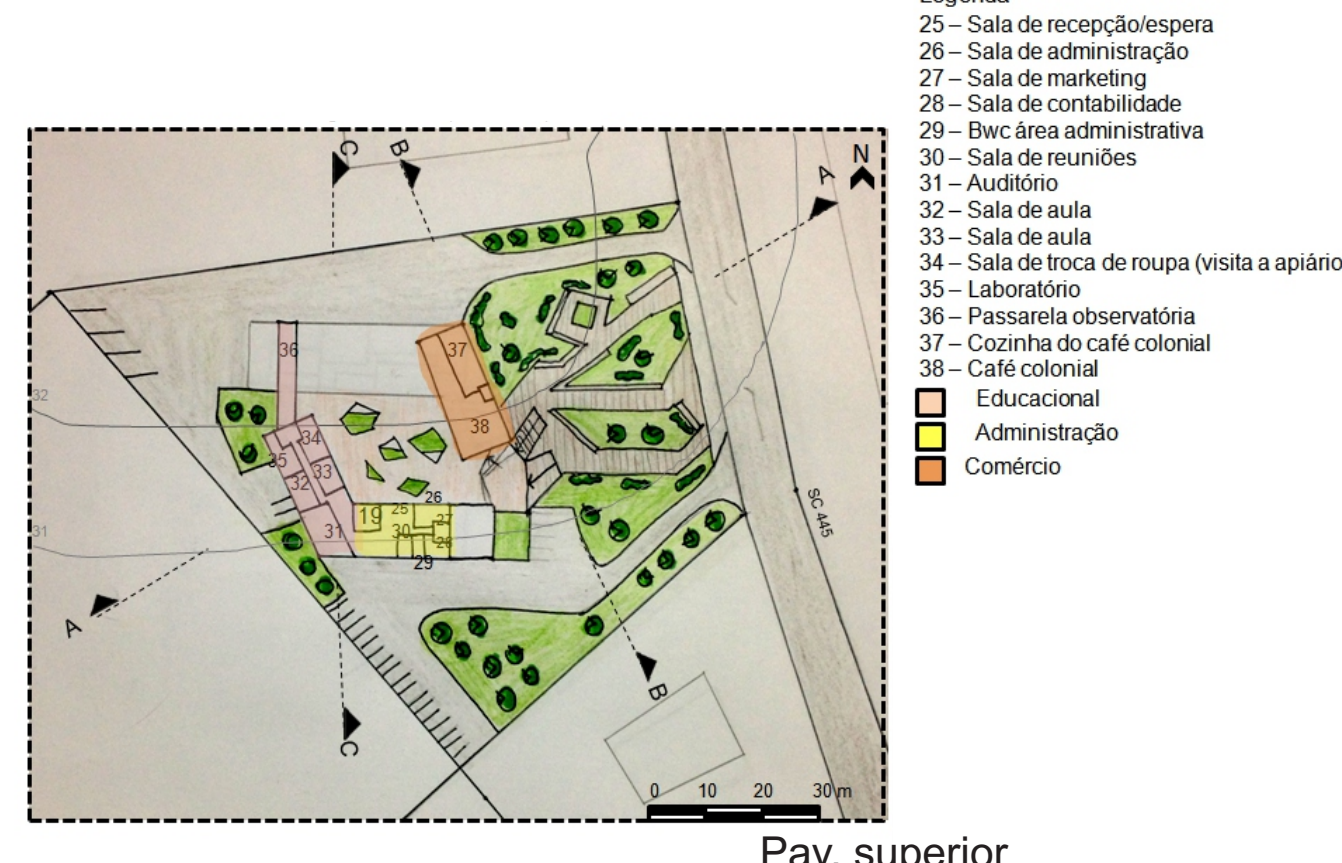 Legenda
25 – Sala de recepção/espera
26 – Sala de administração
27 – Sala de marketing
28 – Sala de contabilidade
29 – Bwc área administrativa
30 – Sala de reuniões
31 – Auditório
32 – Sala de aula
33 – Sala de aula
34 – Sala de troca de roupa (visita a apiário
35 – Laboratório
36 – Passarela observatória
37 – Cozinha do café colonial
38 – Café colonial
Educacional
Administração
Comércio
C
B
A
N
36
37
32
38
34
35
33
32
26
19
25
27
31
30
28
31
29
SC 445
A
B
C
0 10 20 30 m
Pav. superior